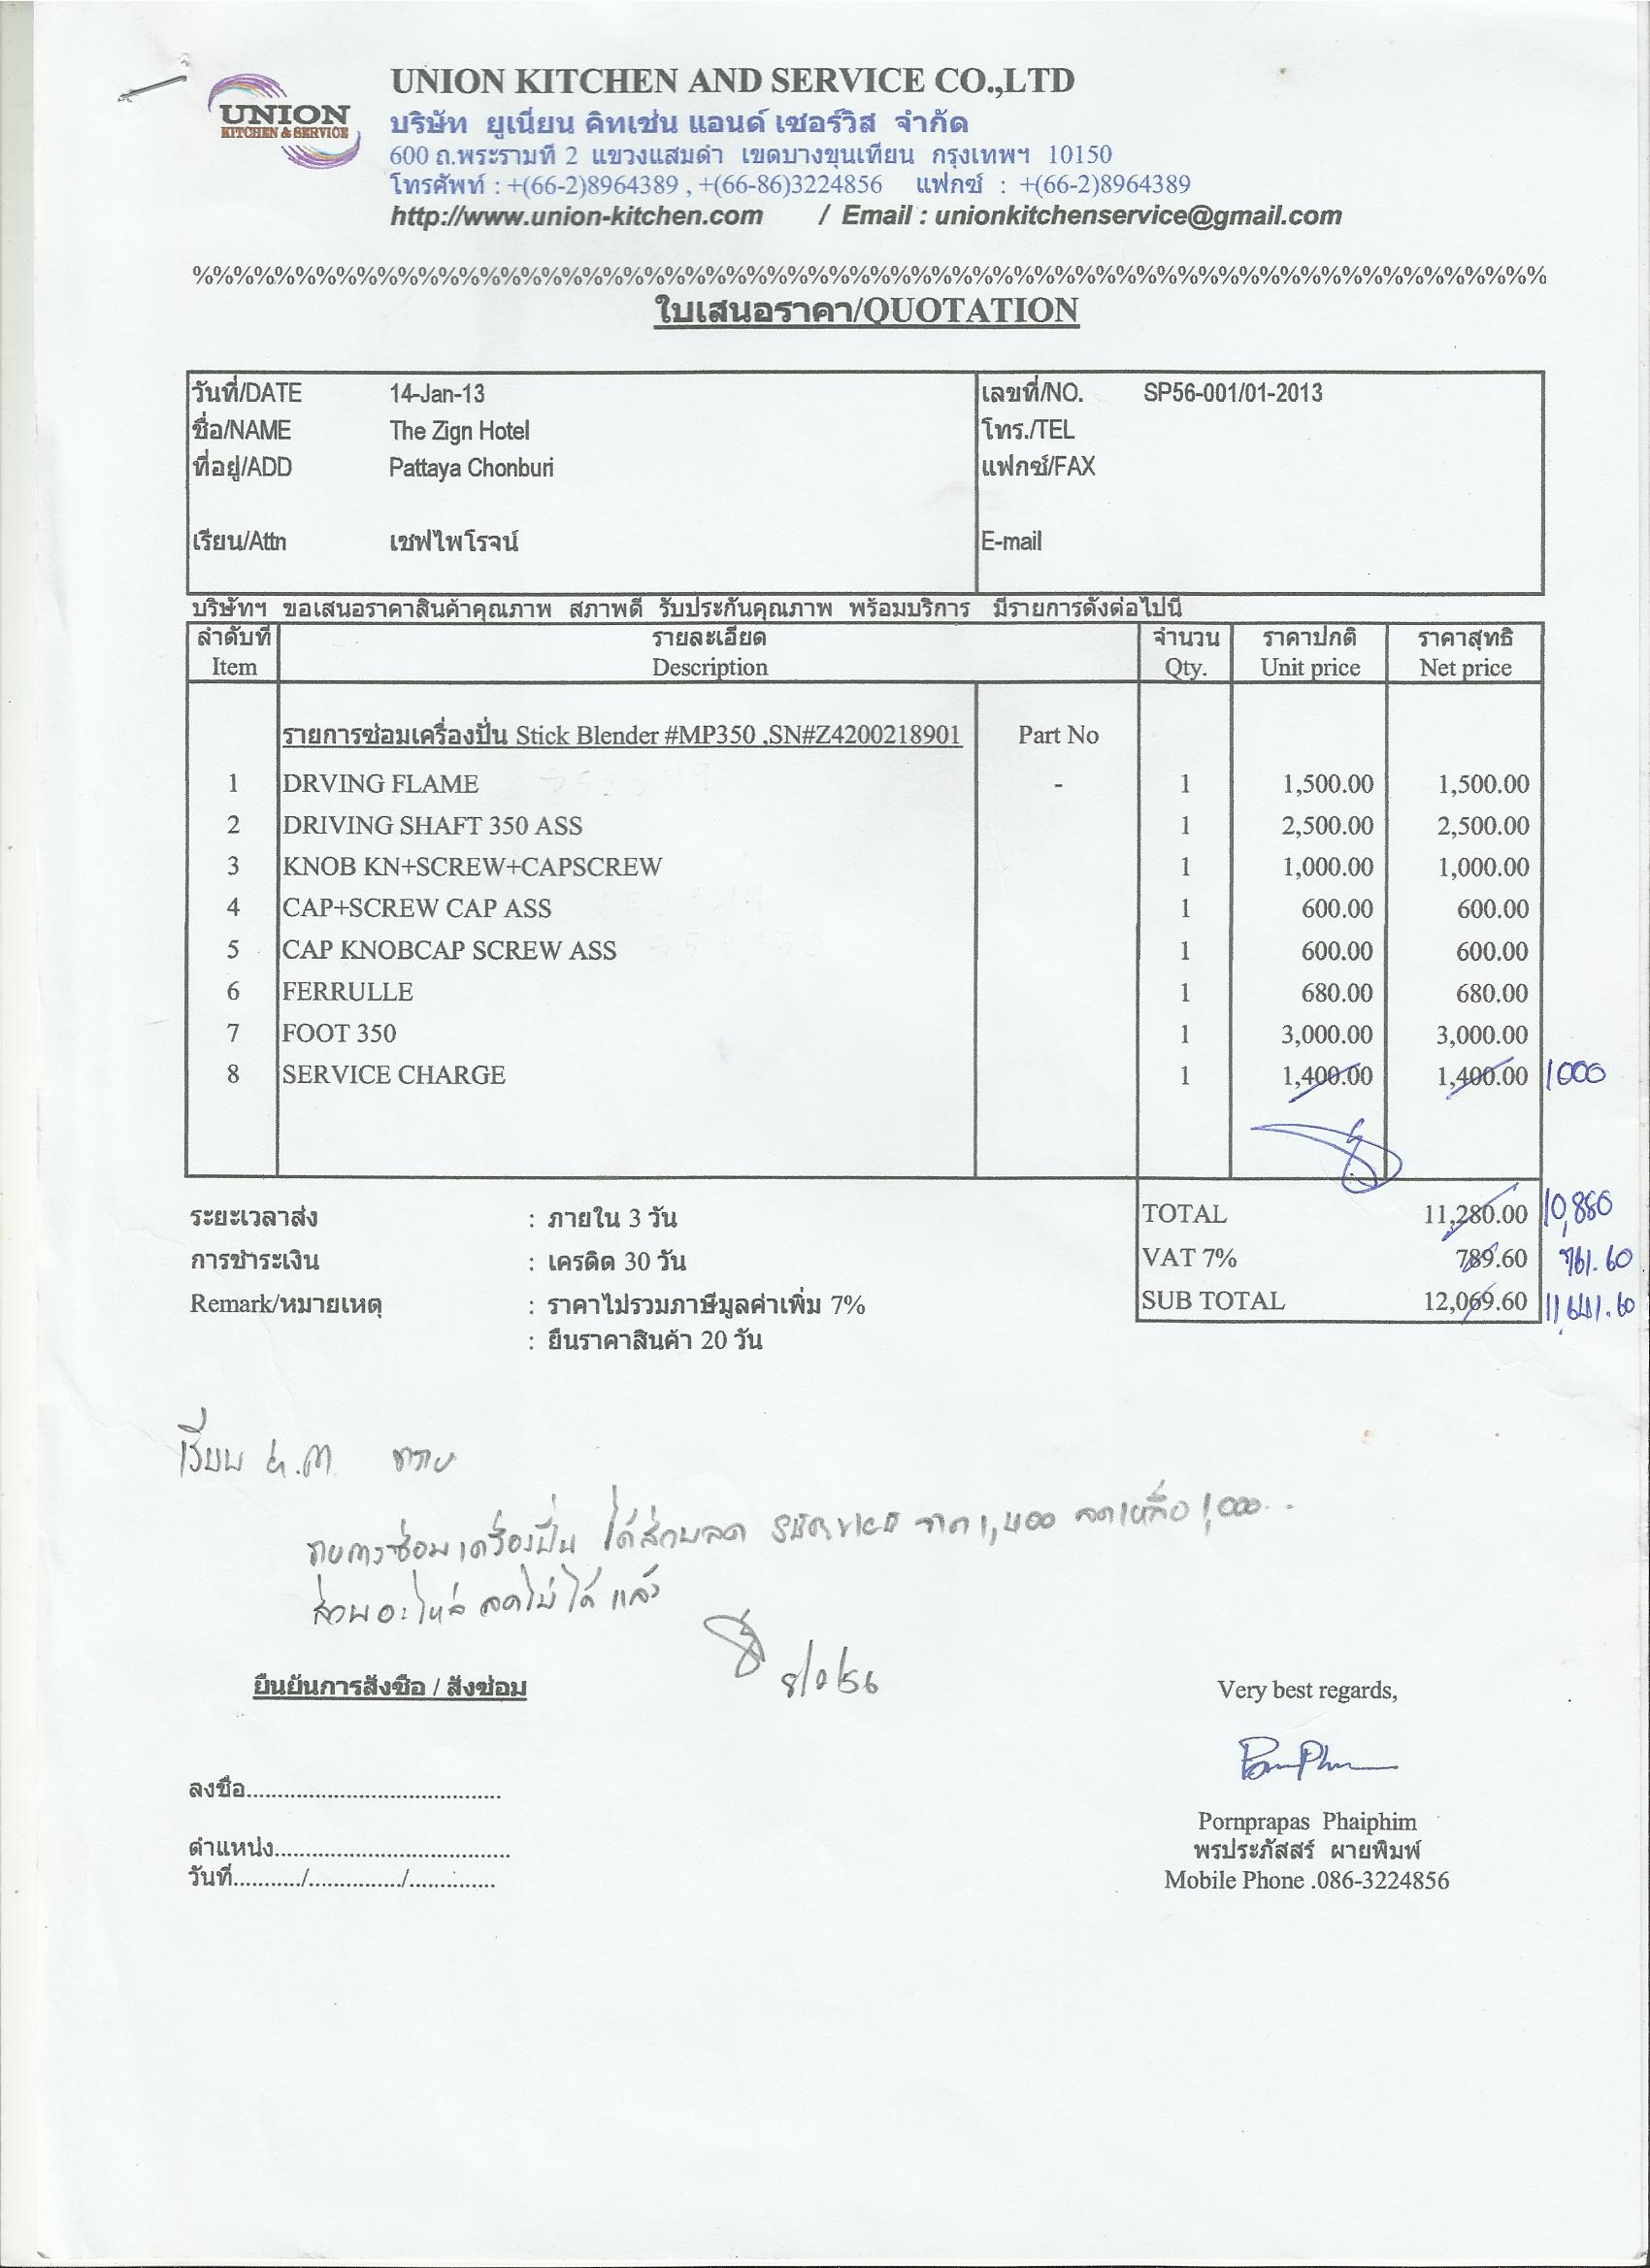 UNION
KITCHEN & SERVICE
UNION KITCHEN AND SERVICE CO.,LTD
บริษัท ยูเนี่ยน คิทเช่น แอนด์ เซอร์วิส จำกัด
600 ถ.พระรามที่ 2 แขวงแสมดำ เขตบางขุนเทียน กรุงเทพฯ 10150
โทรศัพท์ : +(66-2)8964389 , +(66-86)3224856 แฟกซ์ : +(66-2)8964389
http://www.union-kitchen.com / Email : unionkitchenservice@gmail.com
%%%%%%%%%%%%%%%%%%%%%%%%%%%%%%%%%%%%%%%%%%%%%%%%%%%%%%%%%%%%%%%%%%
ใบเสนอราคา/QUOTATION
วันที่/DATE 14-Jan-13 เลขที่/NO. SP56-001/01-2013
ชื่อ/NAME The Zign Hotel โทร./TEL
ที่อยู่/ADD Pattaya Chonburi แฟกซ์/FAX
เรียน/Attn เชฟไพโรจน์ E-mail
บริษัทฯ ขอเสนอราคาสินค้าคุณภาพ สภาพดี รับประกันคุณภาพ พร้อมบริการ มีรายการดังต่อไปนี้
ลำดับที่ รายละเอียด จำนวน ราคาปกติ ราคาสุทธิ
Item Description Qty. Unit price Net price
รายการซ่อมเครื่องปั่น Stick Blender #MP350 ,SN#Z4200218901 Part No
1 DRVING FLAME - 1 1,500.00 1,500.00
2 DRIVING SHAFT 350 ASS 1 2,500.00 2,500.00
3 KNOB KN+SCREW+CAPSCREW 1 1,000.00 1,000.00
4 CAP+SCREW CAP ASS 1 600.00 600.00
5 CAP KNOBCAP SCREW ASS 1 600.00 600.00
6 FERRULLE 1 680.00 680.00
7 FOOT 350 1 3,000.00 3,000.00
8 SERVICE CHARGE 1 1,400.00 1,400.00 1000
ระยะเวลาส่ง : ภายใน 3 วัน TOTAL 11,280.00 10,880
การชำระเงิน : เครดิต 30 วัน VAT 7% 789.60 761.60
Remark/หมายเหตุ : ราคาไม่รวมภาษีมูลค่าเพิ่ม 7% SUB TOTAL 12,069.60 11,641.60
: ยืนราคาสินค้า 20 วัน
เรียน
รายการซ่อมเครื่องปั่น ได้ส่วนลด จาก 1,400 ลดเหลือ 1,000..
ส่วนอะไหล่ ลดไม่ได้ แล้ว
8/2/56
ยืนยันการสั่งซื้อ / สั่งซ่อม Very best regards,
ลงชื่อ......................................
Pornprapas Phaiphim
ตำแหน่ง................................... พรประภัสสร์ ผายพิมพ์
วันที่........../............../............. Mobile Phone .086-3224856